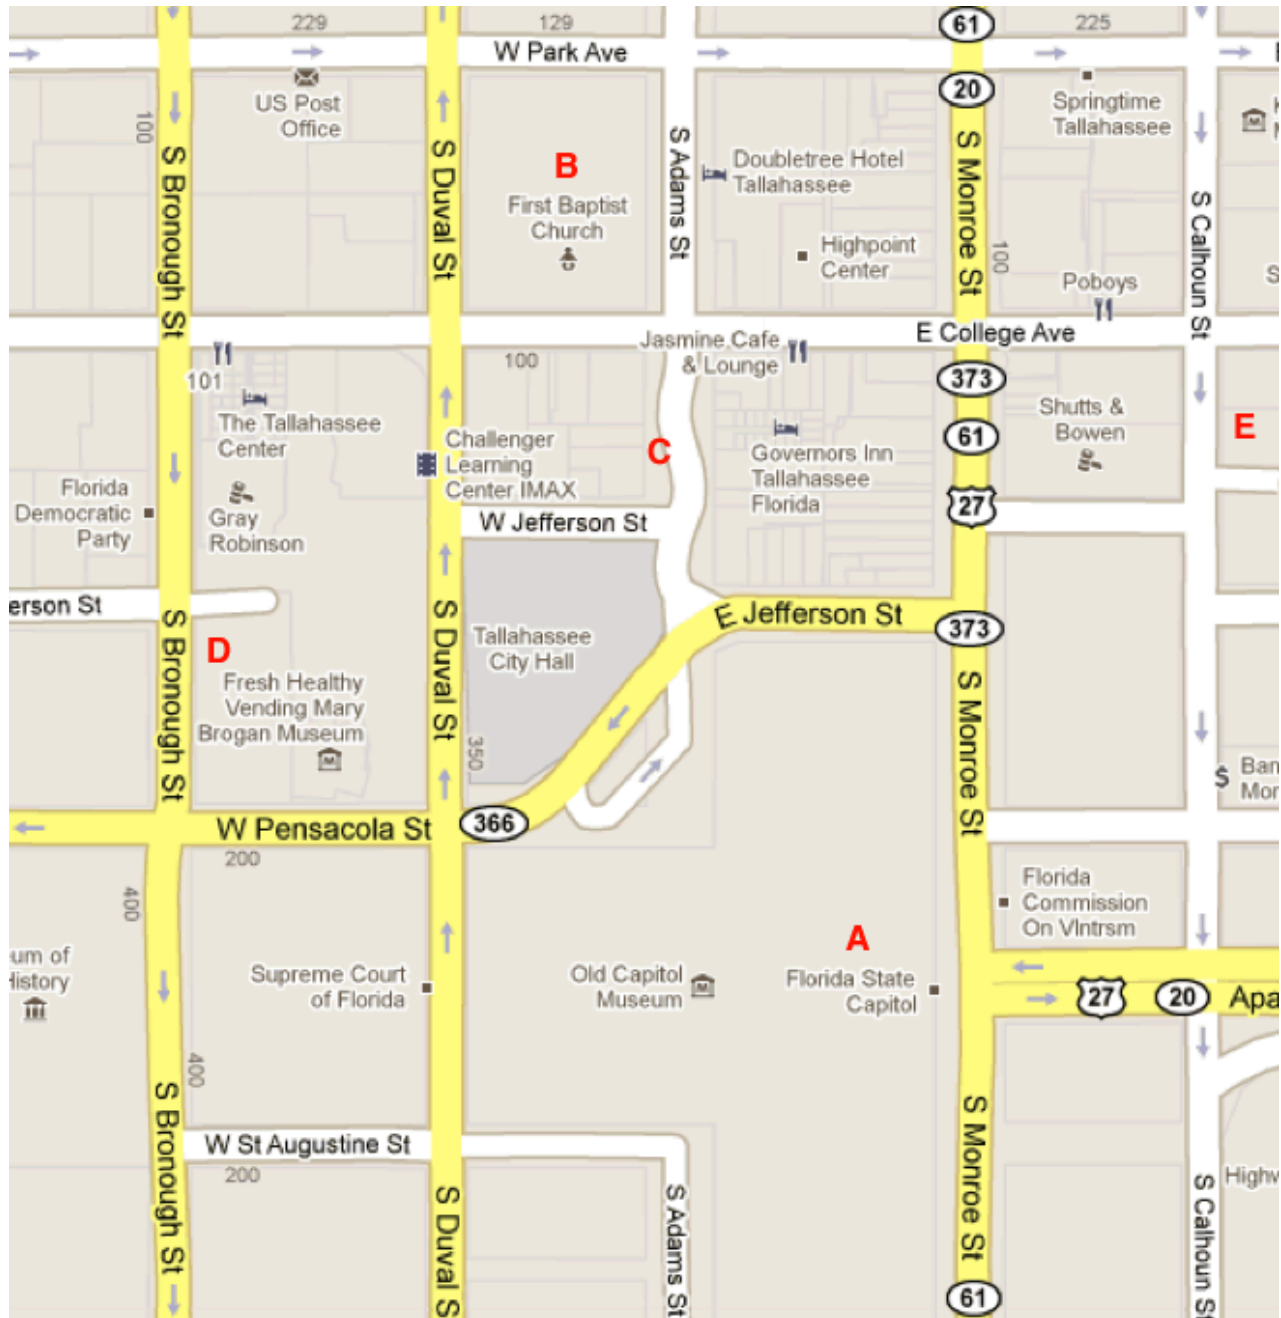 229
129
61
225
W Park Ave
US Post
Office
20
Springtime
Tallahassee
100
S Bronough St
S Duval St
B
First Baptist
Church
S Adams St
Doubletree Hotel
Tallahassee
Highpoint
Center
S Monroe St
100
Poboys
S Calhoun St
E College Ave
Jasmine Cafe
& Lounge
101
100
373
The Tallahassee
Center
Challenger
Learning
Center IMAX
C
Governors Inn
Tallahassee
Florida
61
Shutts &
Bowen
E
27
Florida
Democratic
Party
Gray
Robinson
W Jefferson St
erson St
E Jefferson St
373
S Bronough St
D
Fresh Healthy
Vending Mary
Brogan Museum
S Duval St
Tallahassee
City Hall
350
S Monroe St
$
Ban
Mor
W Pensacola St
366
200
400
Florida
Commission
On Vlntrsm
A
um of
History
Supreme Court
of Florida
Old Capitol
Museum
Florida State
Capitol
27
20
Apa
400
S Bronough St
W St Augustine St
200
S Duval S
S Adams St
S Monroe St
61
S Calhoun St
Highw